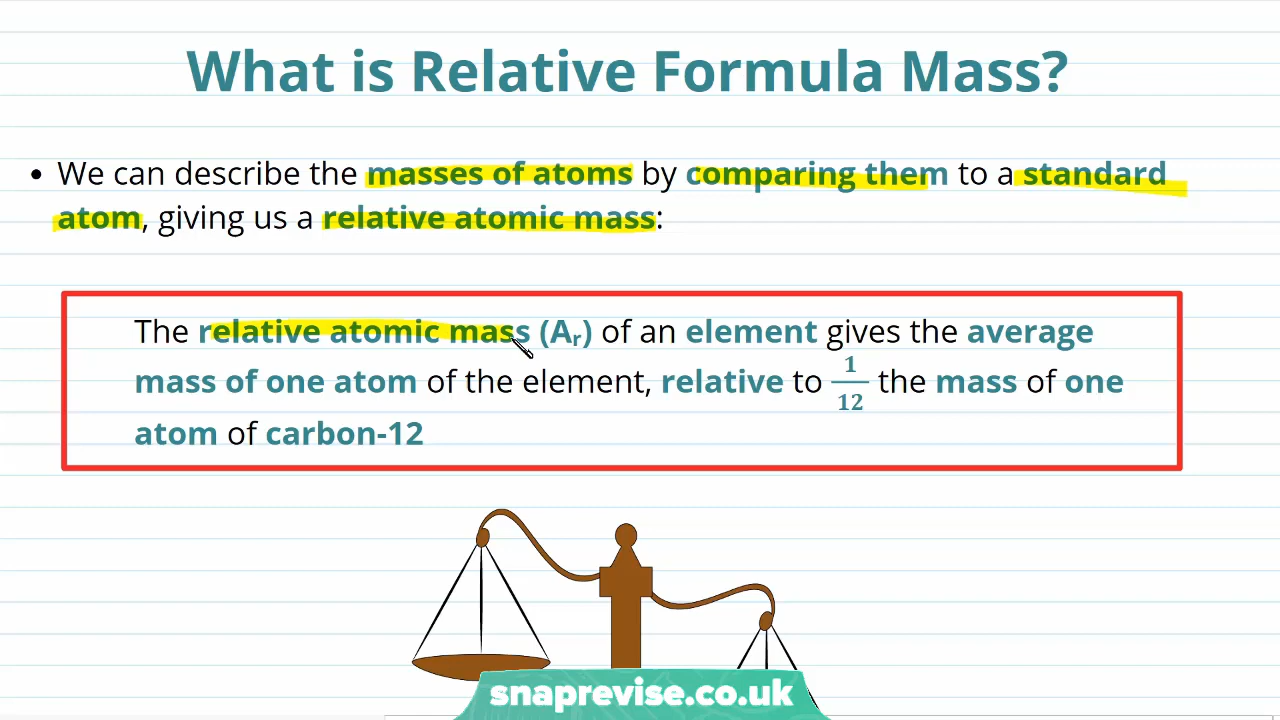 What is Relative Formula Mass?
• We can describe the masses of atoms by comparing them to a standard
atom, giving us a relative atomic mass:
The relative atomic mass (Aᵣ) of an element gives the average
mass of one atom of the element, relative to 1/12 the mass of one
atom of carbon-12
snaprevise.co.uk